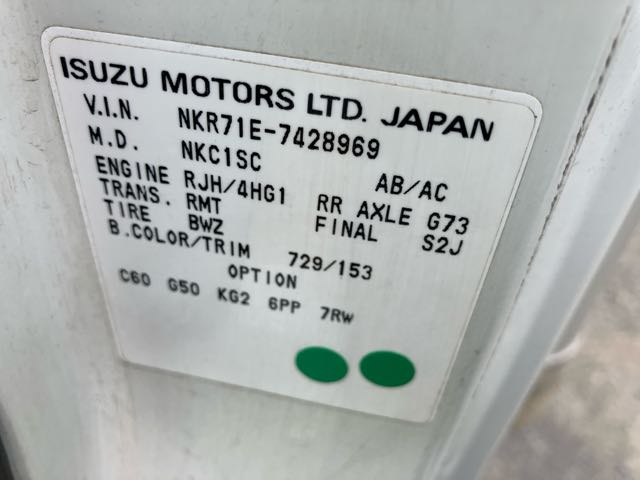 ISUZU MOTORS LTD. JAPAN
V.I.N. NKR71E-7428969
M.D. NKC1SC AB/AC
ENGINE RJH/4HG1 RR AXLE G73
TRANS. RMT FINAL S2J
TIRE BWZ
B.COLOR/TRIM 729/153
OPTION
C60 G50 KG2 6PP 7RW